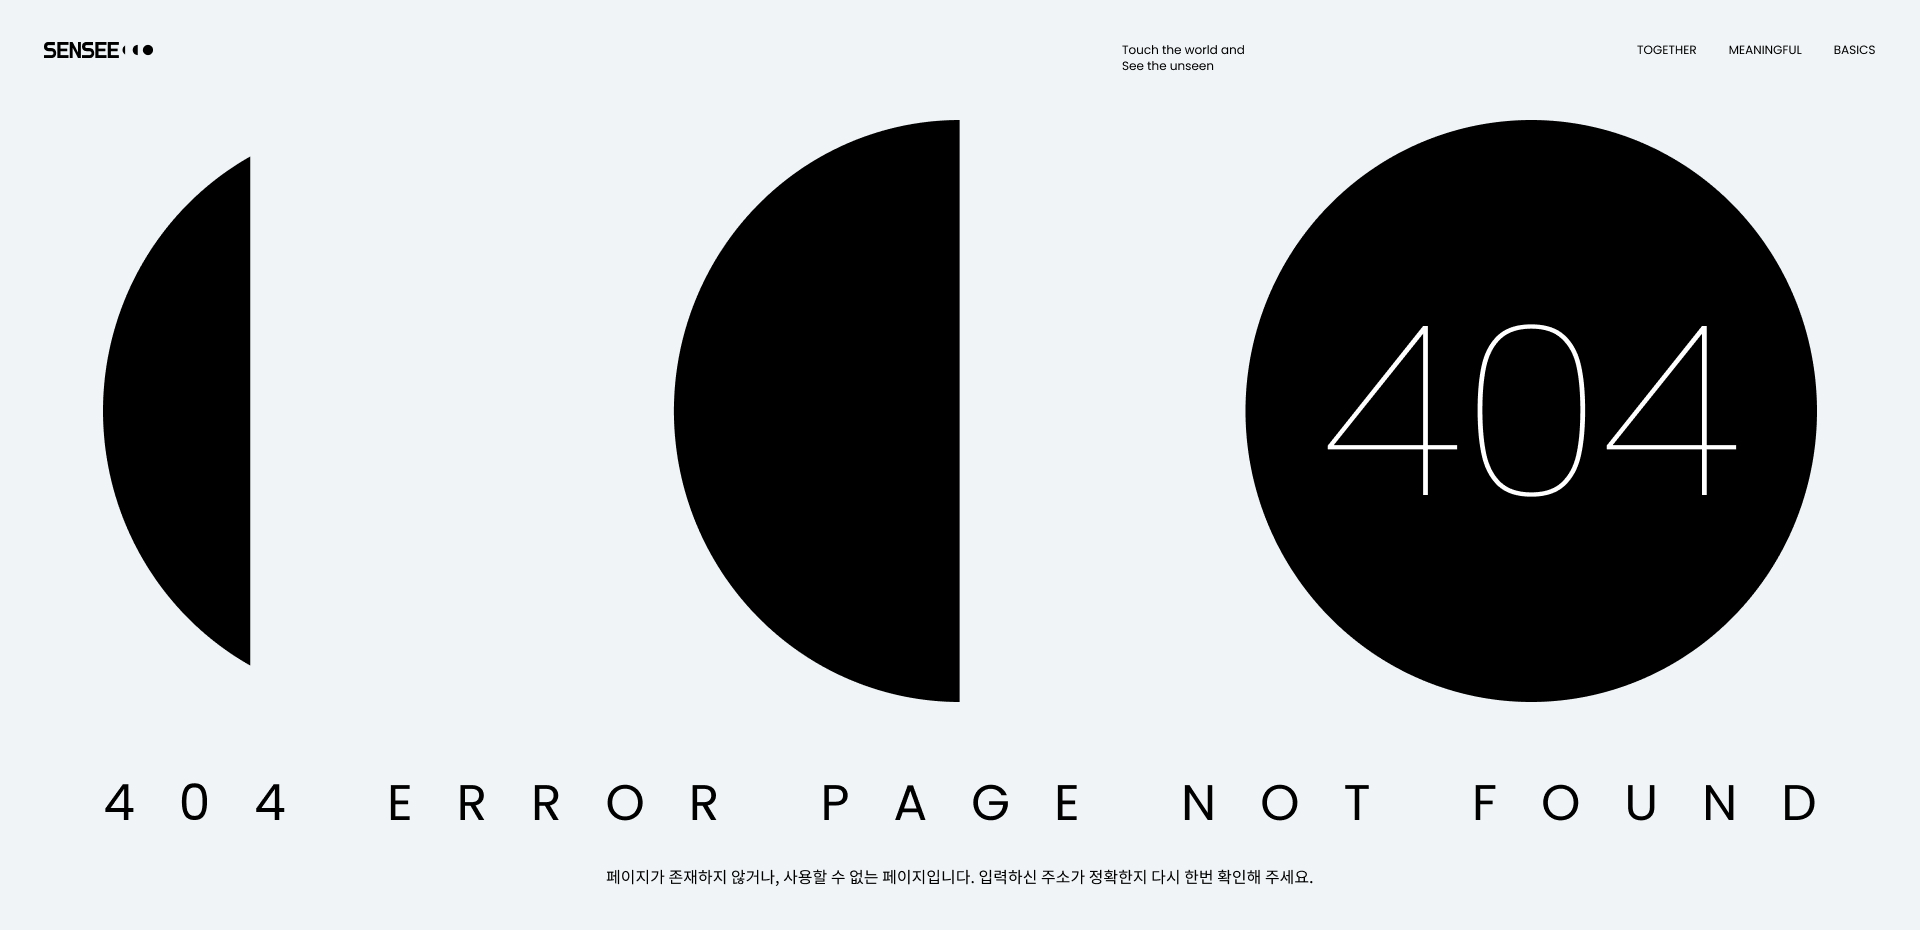 SENSEE
Touch the world and
See the unseen
TOGETHER
MEANINGFUL
BASICS
404
404 ERROR PAGE NOT FOUND
페이지가 존재하지 않거나, 사용할 수 없는 페이지입니다. 입력하신 주소가 정확한지 다시 한번 확인해 주세요.